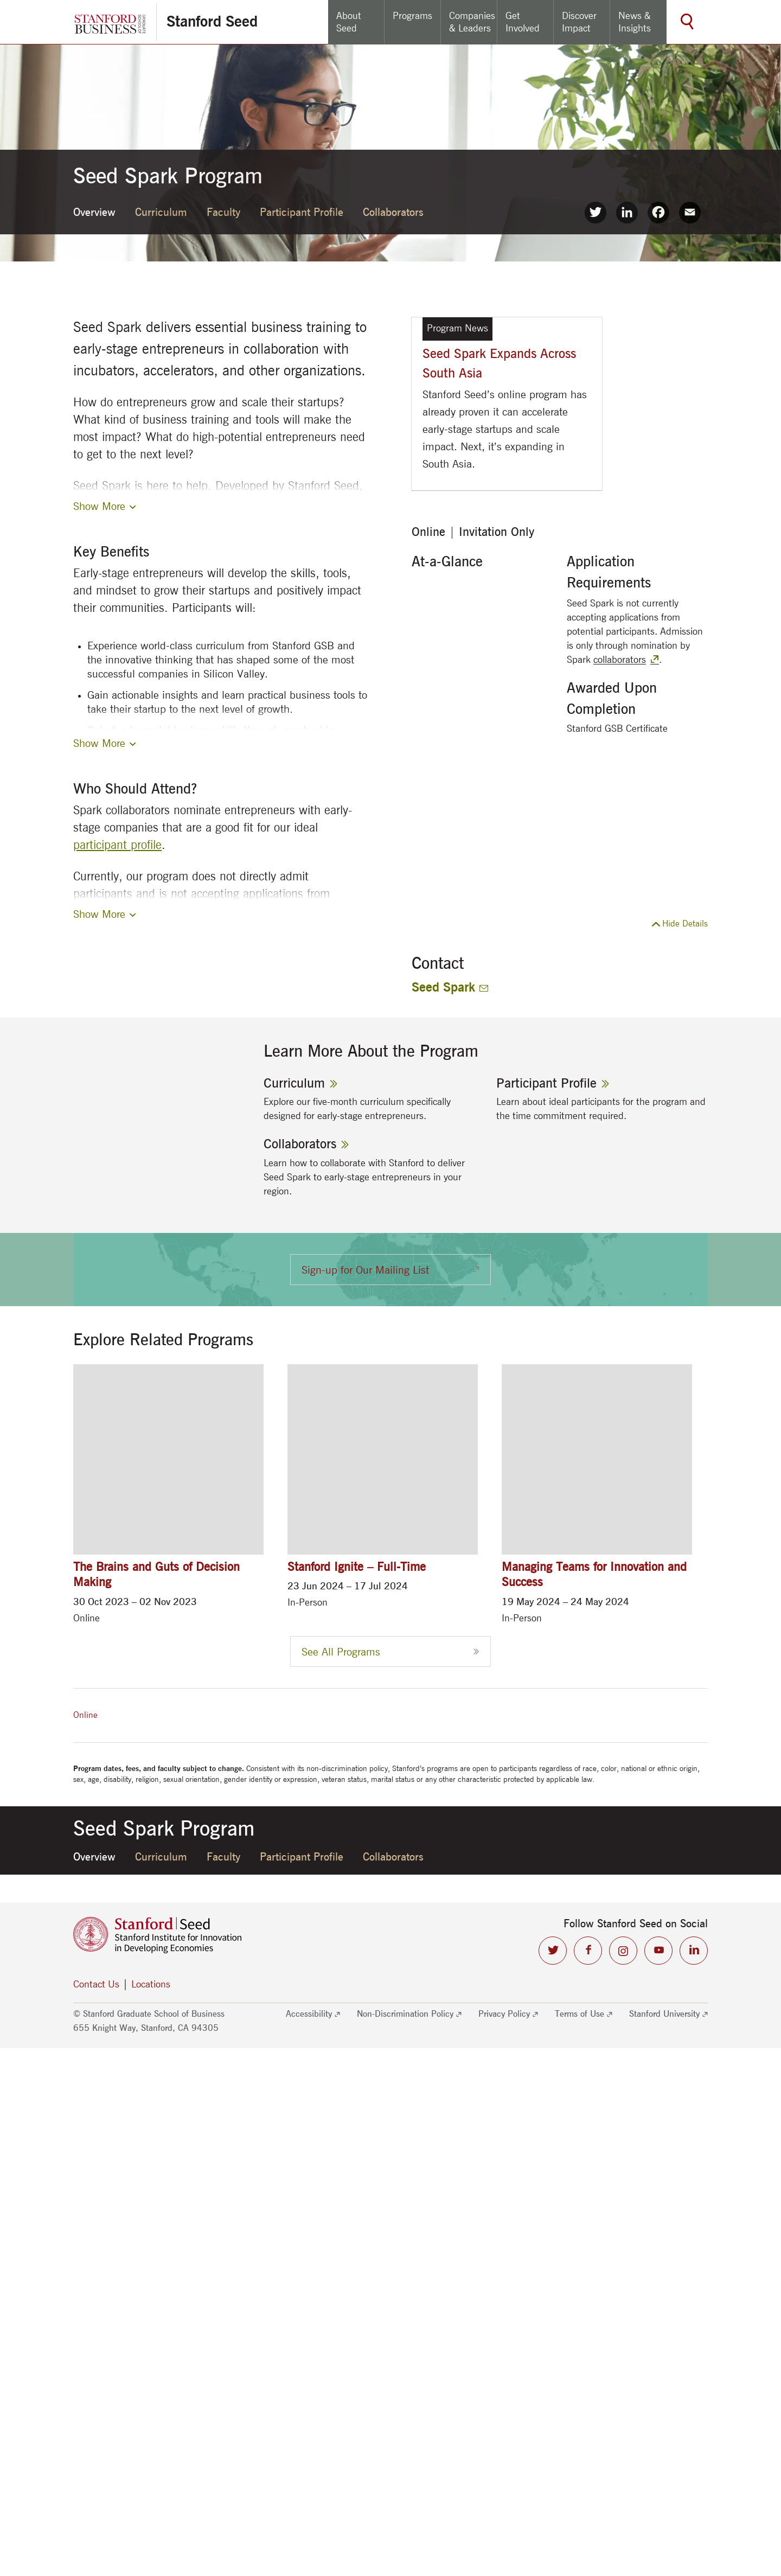 STANFORD
BUSINESS
Stanford Seed
About
Seed
Programs
Companies
& Leaders
Get
Involved
Discover
Impact
News &
Insights
Seed Spark Program
Overview
Curriculum
Faculty
Participant Profile
Collaborators
Seed Spark delivers essential business training to
early-stage entrepreneurs in collaboration with
incubators, accelerators, and other organizations.
How do entrepreneurs grow and scale their startups?
What kind of business training and tools will make the
most impact? What do high-potential entrepreneurs need
to get to the next level?
Seed Spark is here to help. Developed by Stanford Seed,
Show More
Key Benefits
Early-stage entrepreneurs will develop the skills, tools,
and mindset to grow their startups and positively impact
their communities. Participants will:
• Experience world-class curriculum from Stanford GSB and
the innovative thinking that has shaped some of the most
successful companies in Silicon Valley.
• Gain actionable insights and learn practical business tools to
take their startup to the next level of growth.
Show More
Who Should Attend?
Spark collaborators nominate entrepreneurs with early-
stage companies that are a good fit for our ideal
participant profile.
Currently, our program does not directly admit
participants and is not accepting applications from
Show More
Program News
Seed Spark Expands Across
South Asia
Stanford Seed's online program has
already proven it can accelerate
early-stage startups and scale
impact. Next, it's expanding in
South Asia.
Online | Invitation Only
At-a-Glance
Application
Requirements
Seed Spark is not currently
accepting applications from
potential participants. Admission
is only through nomination by
Spark collaborators.
Awarded Upon
Completion
Stanford GSB Certificate
Hide Details
Contact
Seed Spark
Learn More About the Program
Curriculum
Explore our five-month curriculum specifically
designed for early-stage entrepreneurs.
Participant Profile
Learn about ideal participants for the program and
the time commitment required.
Collaborators
Learn how to collaborate with Stanford to deliver
Seed Spark to early-stage entrepreneurs in your
region.
Sign-up for Our Mailing List
Explore Related Programs
The Brains and Guts of Decision
Making
30 Oct 2023 – 02 Nov 2023
Online
Stanford Ignite – Full-Time
23 Jun 2024 – 17 Jul 2024
In-Person
Managing Teams for Innovation and
Success
19 May 2024 – 24 May 2024
In-Person
See All Programs
Online
Program dates, fees, and faculty subject to change. Consistent with its non-discrimination policy, Stanford's programs are open to participants regardless of race, color, national or ethnic origin,
sex, age, disability, religion, sexual orientation, gender identity or expression, veteran status, marital status or any other characteristic protected by applicable law.
Seed Spark Program
Overview
Curriculum
Faculty
Participant Profile
Collaborators
Stanford | Seed
Stanford Institute for Innovation
in Developing Economies
Follow Stanford Seed on Social
Contact Us | Locations
© Stanford Graduate School of Business
655 Knight Way, Stanford, CA 94305
Accessibility
Non-Discrimination Policy
Privacy Policy
Terms of Use
Stanford University